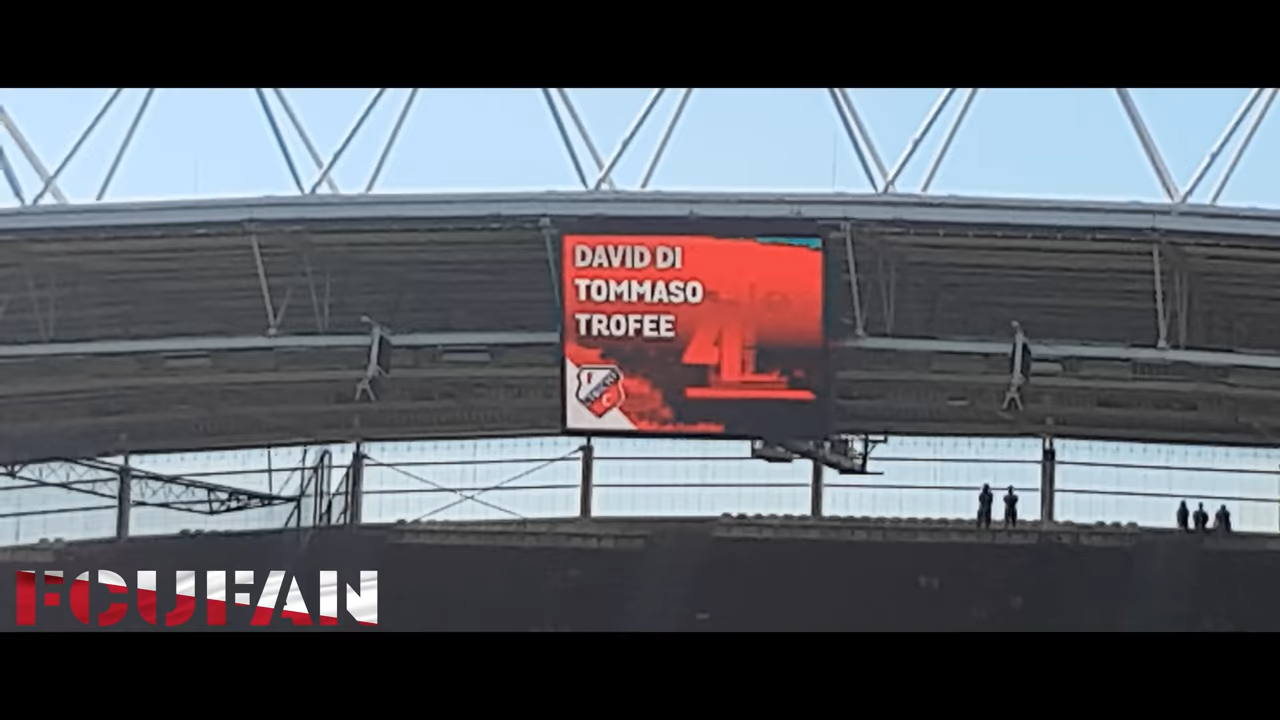 DAVID DI
TOMMASO
TROFEE
F
C
FCUFAN